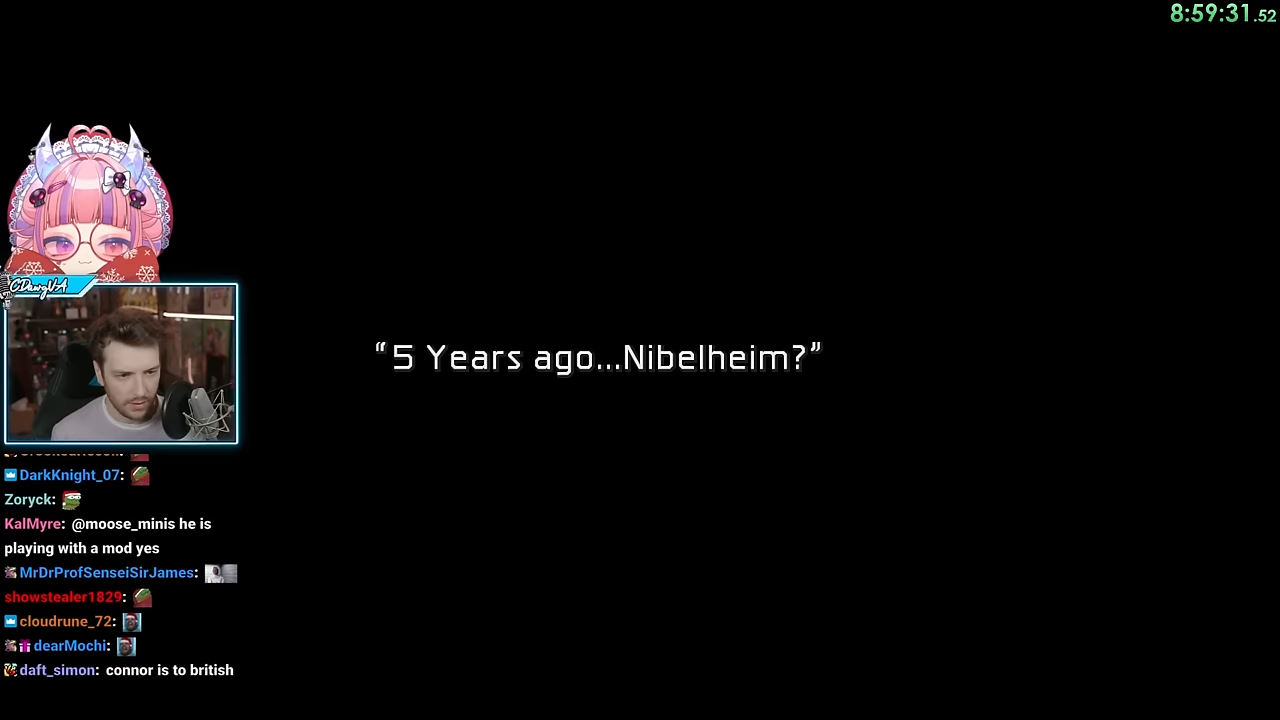 8:59:31.52
CDawgVA
“5 Years ago...Nibelheim?”
DarkKnight_07:
Zoryck:
KalMyre: @moose_minis he is
playing with a mod yes
MrDrProfSenseiSirJames:
showstealer1829:
cloudrune_72:
dearMochi:
daft_simon: connor is to british